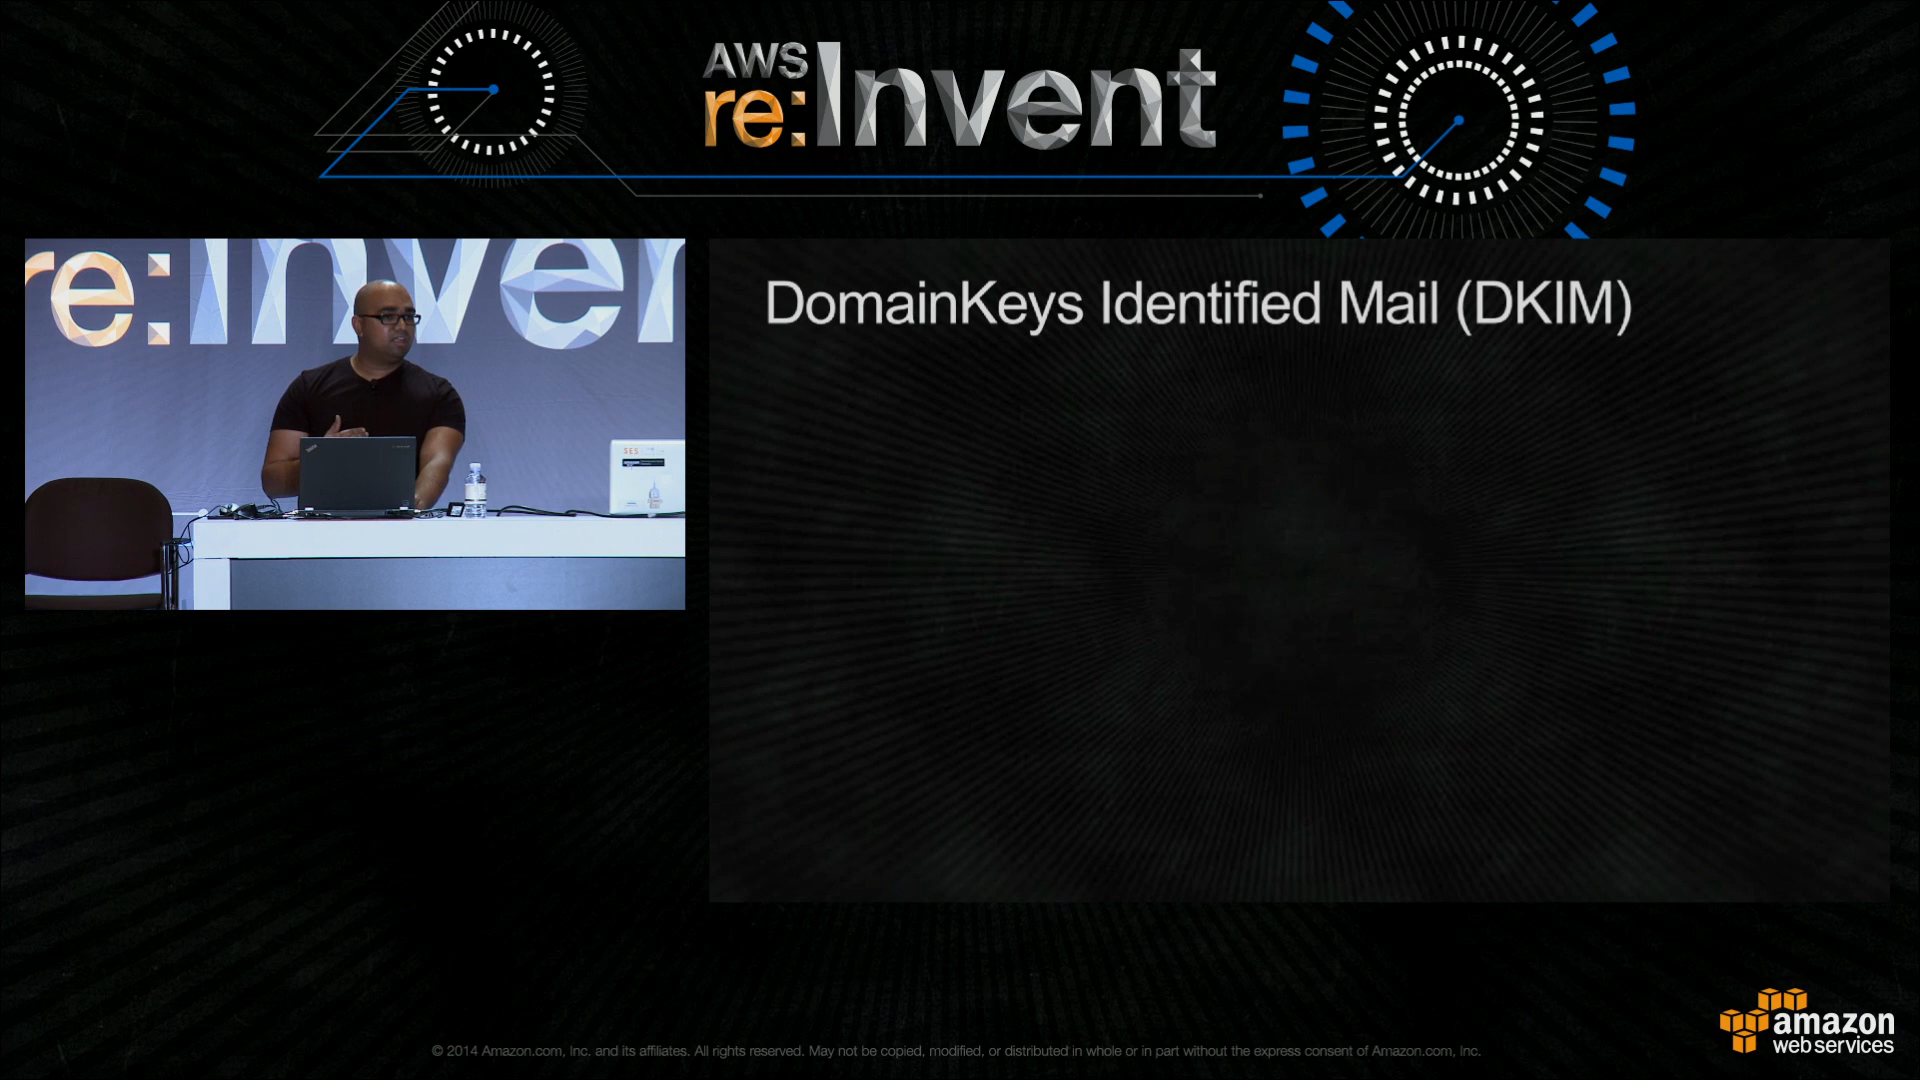 AWS
re:Invent
re:Inven
DomainKeys Identified Mail (DKIM)
SES
amazon
web services
© 2014 Amazon.com, Inc. and its affiliates. All rights reserved. May not be copied, modified, or distributed in whole or in part without the express consent of Amazon.com, Inc.